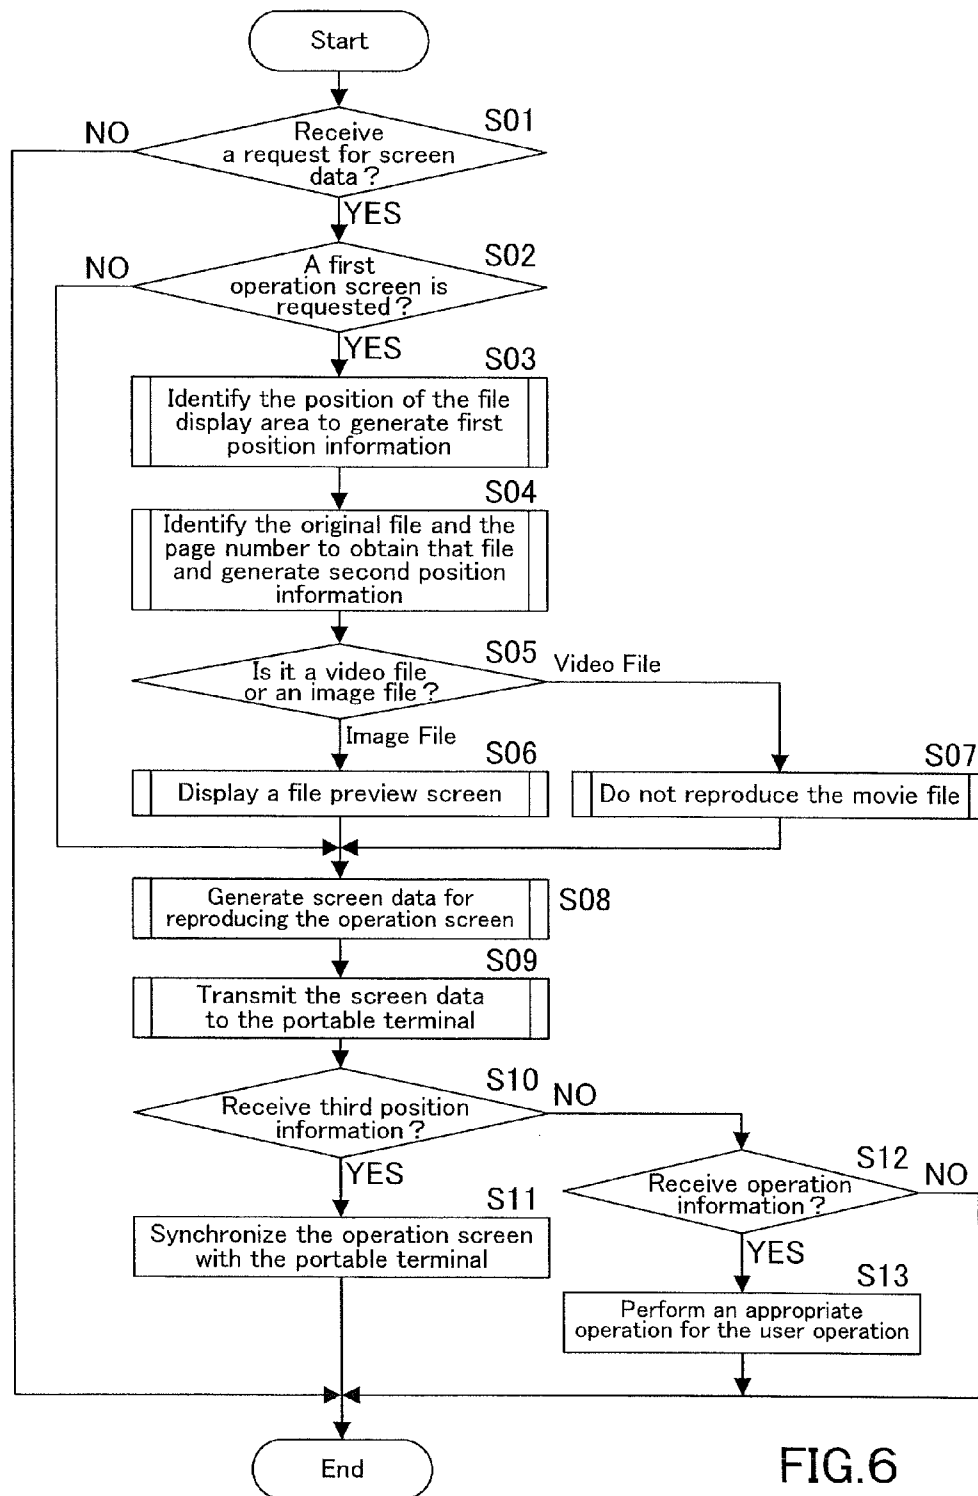 Start
S01
NO
Receive
a request for screen
data?
YES
S02
NO
A first
operation screen is
requested?
YES
S03
Identify the position of the file
display area to generate first
position information
S04
Identify the original file and the
page number to obtain that file
and generate second position
information
S05
Video File
Is it a video file
or an image file?
Image File
S06
S07
Display a file preview screen
Do not reproduce the movie file
Generate screen data for
reproducing the operation screen
S08
S09
Transmit the screen data
to the portable terminal
S10
NO
Receive third position
information?
YES
S12
NO
Receive operation
information?
S11
Synchronize the operation screen
with the portable terminal
YES
S13
Perform an appropriate
operation for the user operation
End
FIG.6